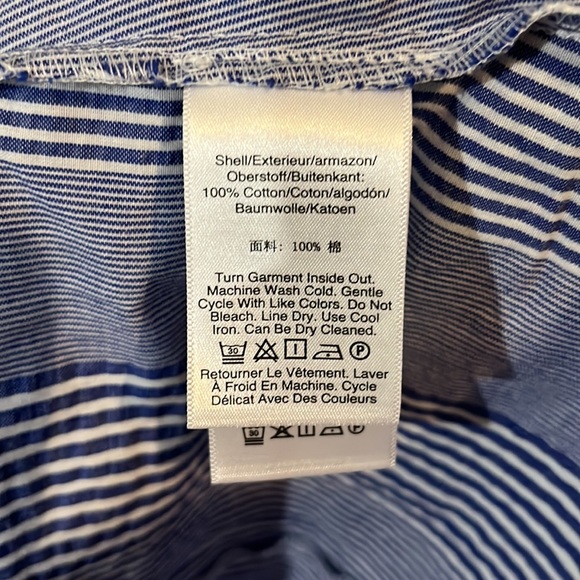 Shell/Exterieur/armazon/
Oberstoff/Buitenkant:
100% Cotton/Coton/algodón/
Baumwolle/Katoen
面料: 100% 棉
Turn Garment Inside Out.
Machine Wash Cold. Gentle
Cycle With Like Colors. Do Not
Bleach. Line Dry. Use Cool
Iron. Can Be Dry Cleaned.
30 P
Retourner Le Vêtement. Laver
À Froid En Machine. Cycle
Délicat Avec Des Couleurs
30 P